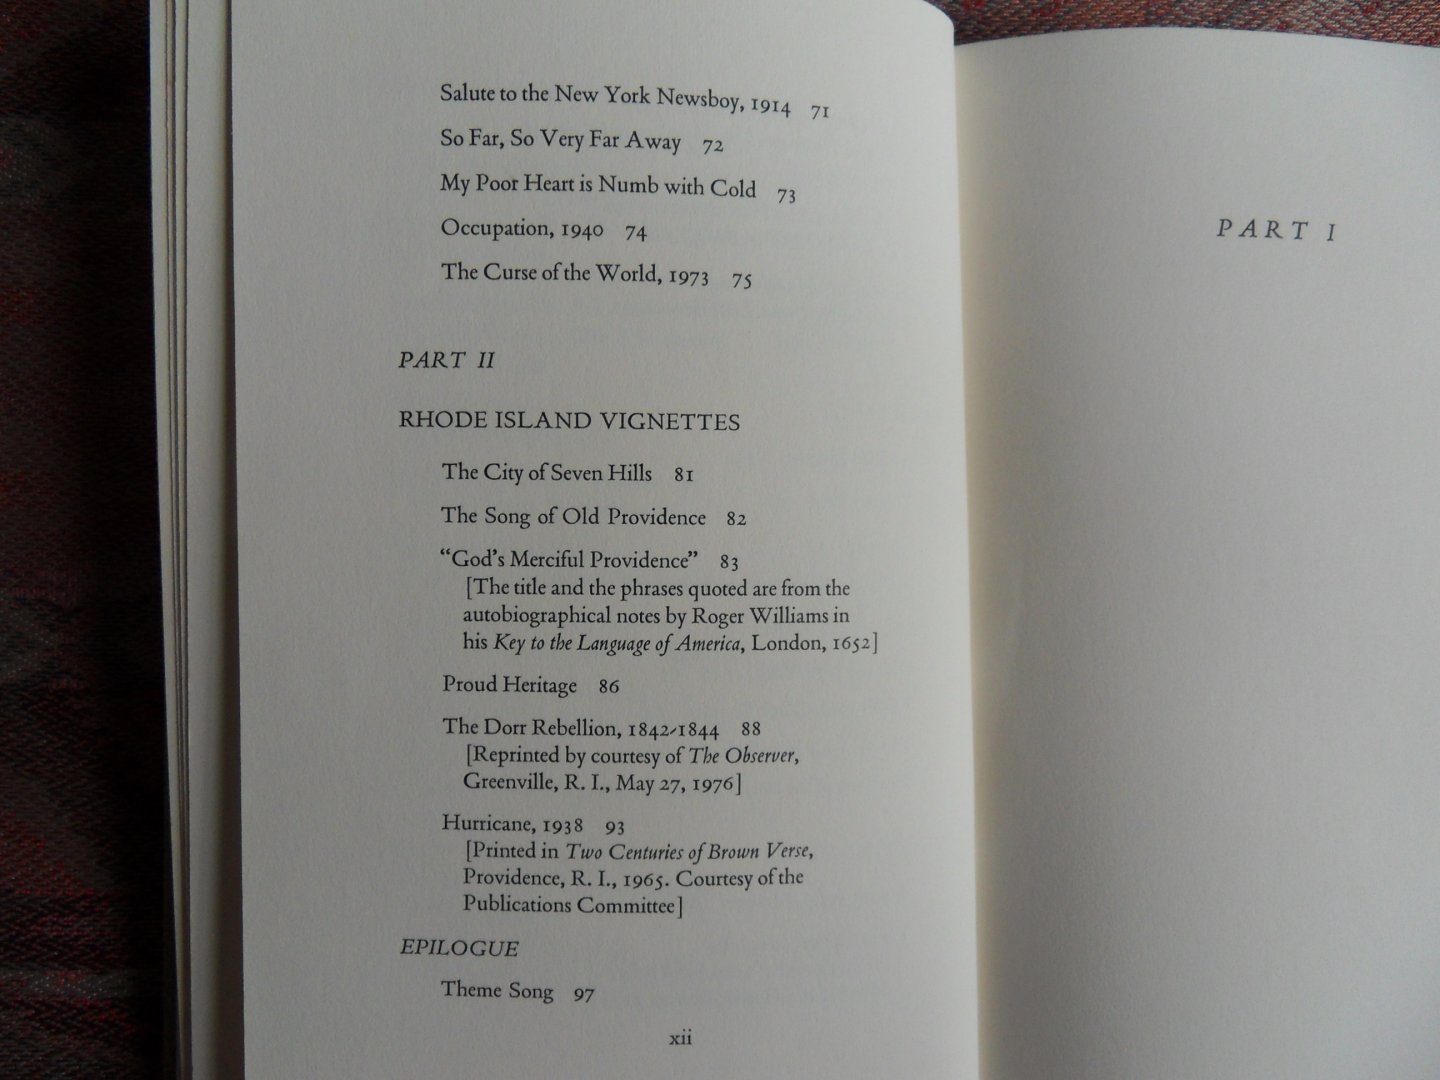 Salute to the New York Newsboy, 1914 71
So Far, So Very Far Away 72
My Poor Heart is Numb with Cold 73
Occupation, 1940 74
The Curse of the World, 1973 75
PART II
RHODE ISLAND VIGNETTES
The City of Seven Hills 81
The Song of Old Providence 82
“God’s Merciful Providence” 83
[The title and the phrases quoted are from the
autobiographical notes by Roger Williams in
his Key to the Language of America, London, 1652]
Proud Heritage 86
The Dorr Rebellion, 1842-1844 88
[Reprinted by courtesy of The Observer,
Greenville, R. I., May 27, 1976]
Hurricane, 1938 93
[Printed in Two Centuries of Brown Verse,
Providence, R. I., 1965. Courtesy of the
Publications Committee]
EPILOGUE
Theme Song 97
xii
PART I